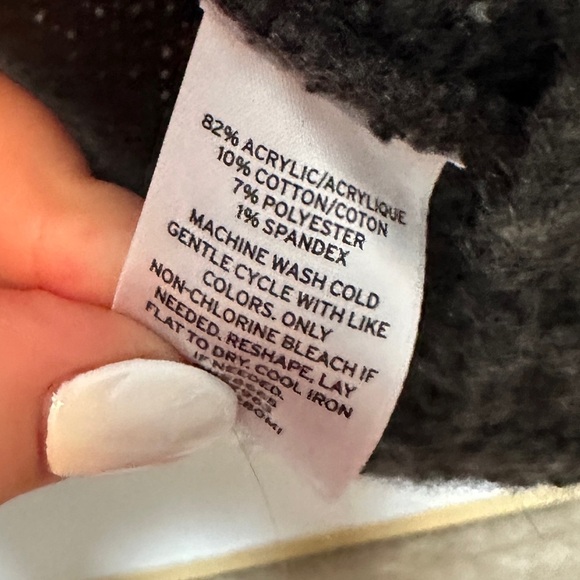 82% ACRYLIC/ACRYLIQUE
10% COTTON/COTON
7% POLYESTER
1% SPANDEX
MACHINE WASH COLD
GENTLE CYCLE WITH LIKE
COLORS. ONLY
NON-CHLORINE BLEACH IF
NEEDED. RESHAPE, LAY
FLAT TO DRY. COOL IRON
IF NEEDED.